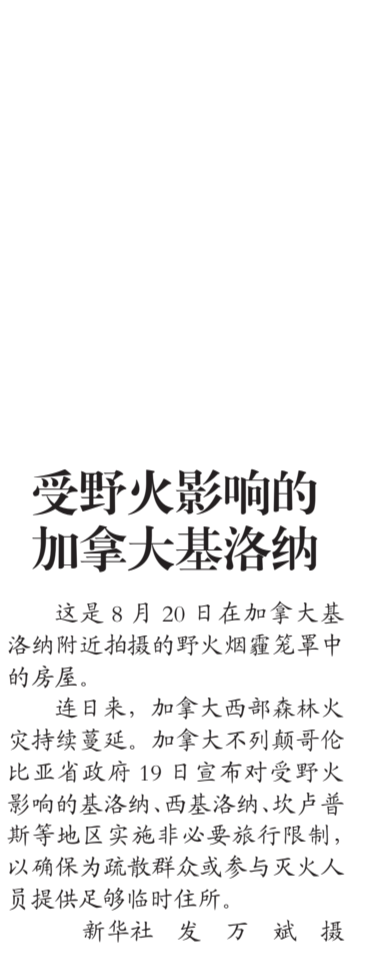 受野火影响的
加拿大基洛纳
这是 8 月 20 日在加拿大基
洛纳附近拍摄的野火烟霾笼罩中
的房屋。
连日来，加拿大西部森林火
灾持续蔓延。加拿大不列颠哥伦
比亚省政府 19 日宣布对受野火
影响的基洛纳、西基洛纳、坎卢普
斯等地区实施非必要旅行限制，
以确保为疏散群众或参与灭火人
员提供足够临时住所。
新华社 发 万 斌 摄